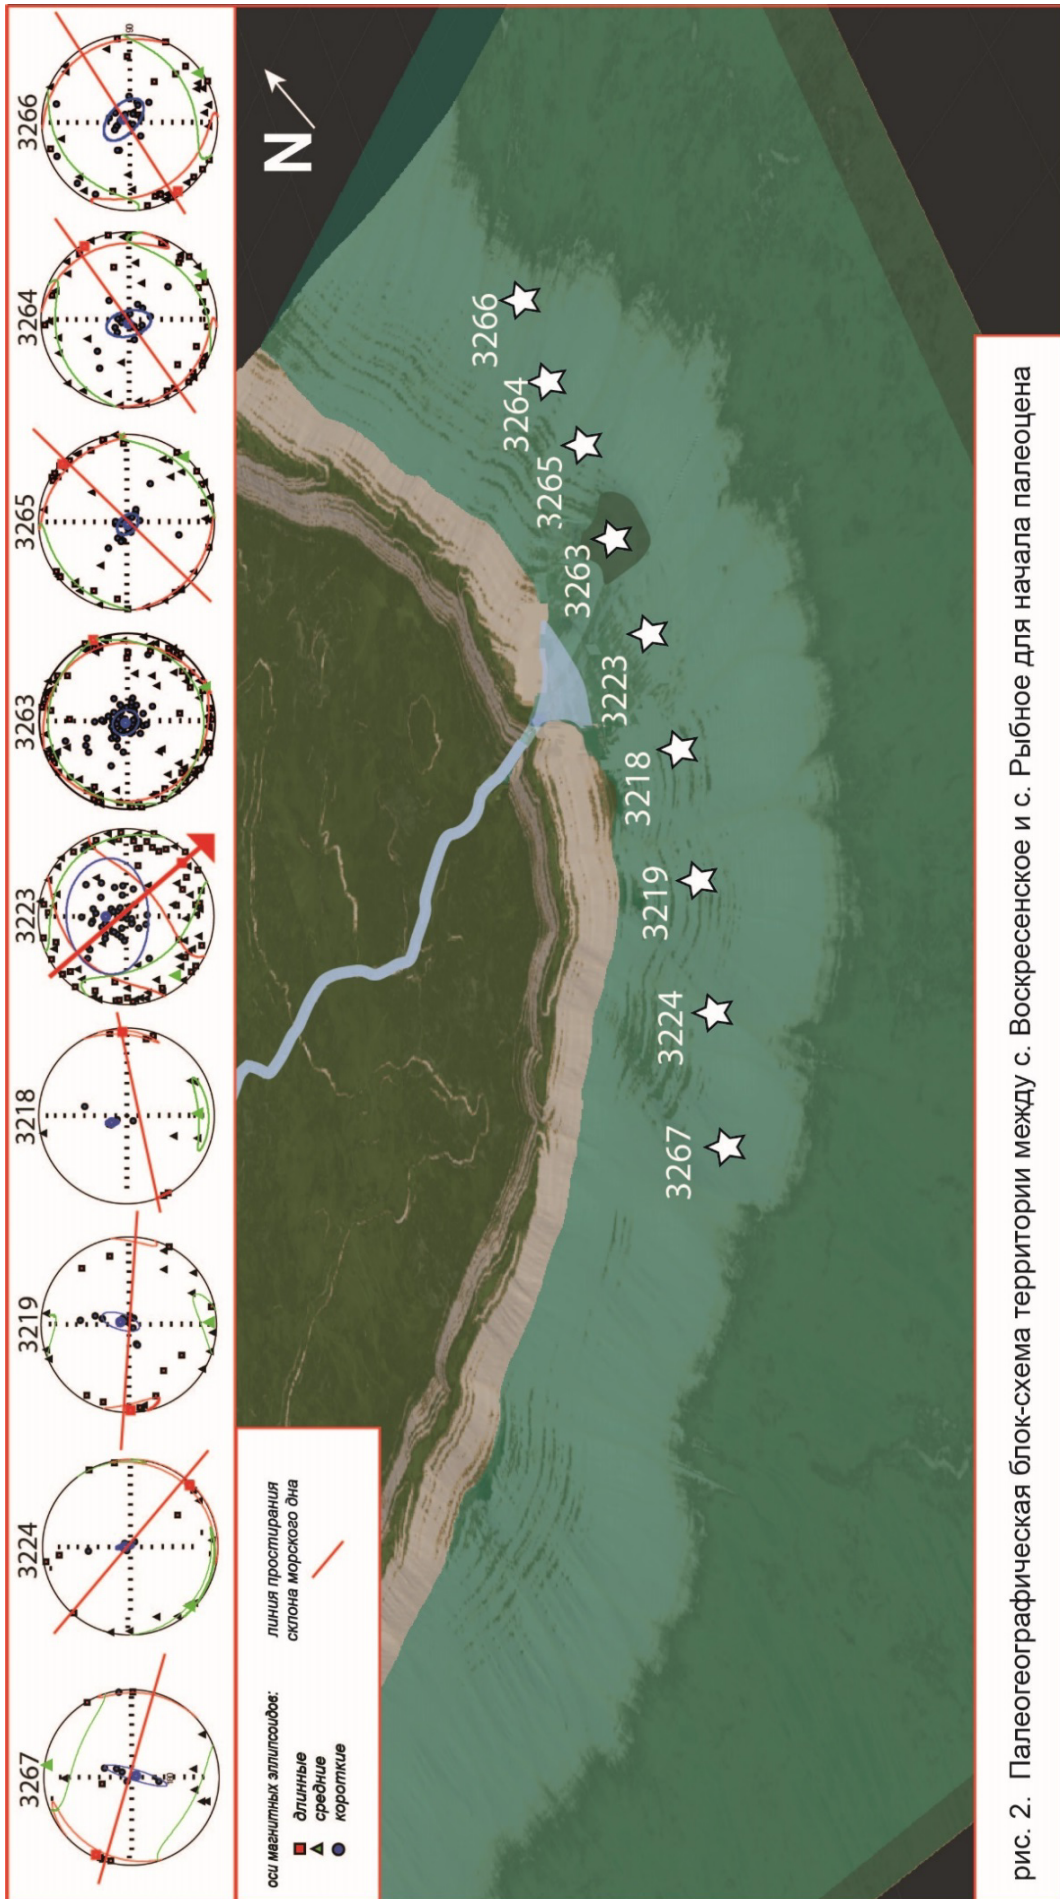 3267
3224
3219
3218
3223
3263
3265
3264
3266
90
оси магнитных эллипсоидов:
длинные
средние
короткие
линия простирания
склона морского дна
N
3267
3224
3219
3218
3223
3263
3265
3264
3266
рис. 2. Палеогеографическая блок-схема территории между с. Воскресенское и с. Рыбное для начала палеоцена